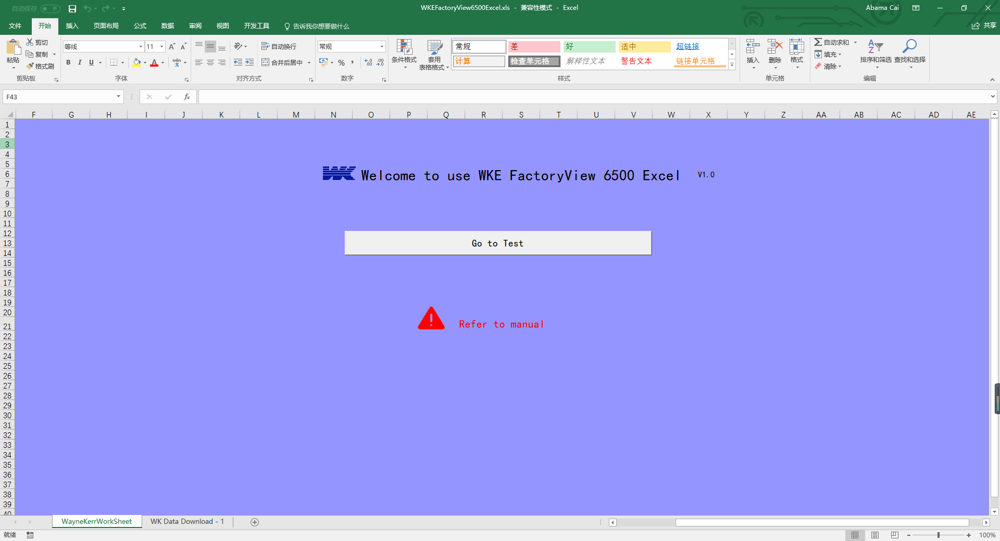 自动保存 关 WKEFactoryView6500Excel.xls - 兼容性模式 - Excel Abama Cai
文件 开始 插入 页面布局 公式 数据 审阅 视图 开发工具 告诉我你想要做什么 共享
粘贴 剪切 复制 格式刷 剪贴板
等线 11 A A B I U A wén 文 字体
自动换行 合并后居中 对齐方式
常规 % , .0 .00 .00 .0 数字
条件格式 套用 表格格式
常规 差 好 适中 超链接
计算 检查单元格 解释性文本 警告文本 链接单元格
样式
插入 删除 格式 单元格
自动求和 填充 清除 排序和筛选 查找和选择 编辑
F43 fx
F G H I J K L M N O P Q R S T U V W X Y Z AA AB AC AD AE
1
2
3
4
5
6
7
8
9
10
11
12
13
14
15
16
17
18
19
20
21
22
23
24
25
26
27
28
29
30
31
32
33
34
35
36
37
38
39
40
WK Welcome to use WKE FactoryView 6500 Excel V1.0
Go to Test
Refer to manual
WayneKerrWorkSheet WK Data Download - 1
就绪 100%